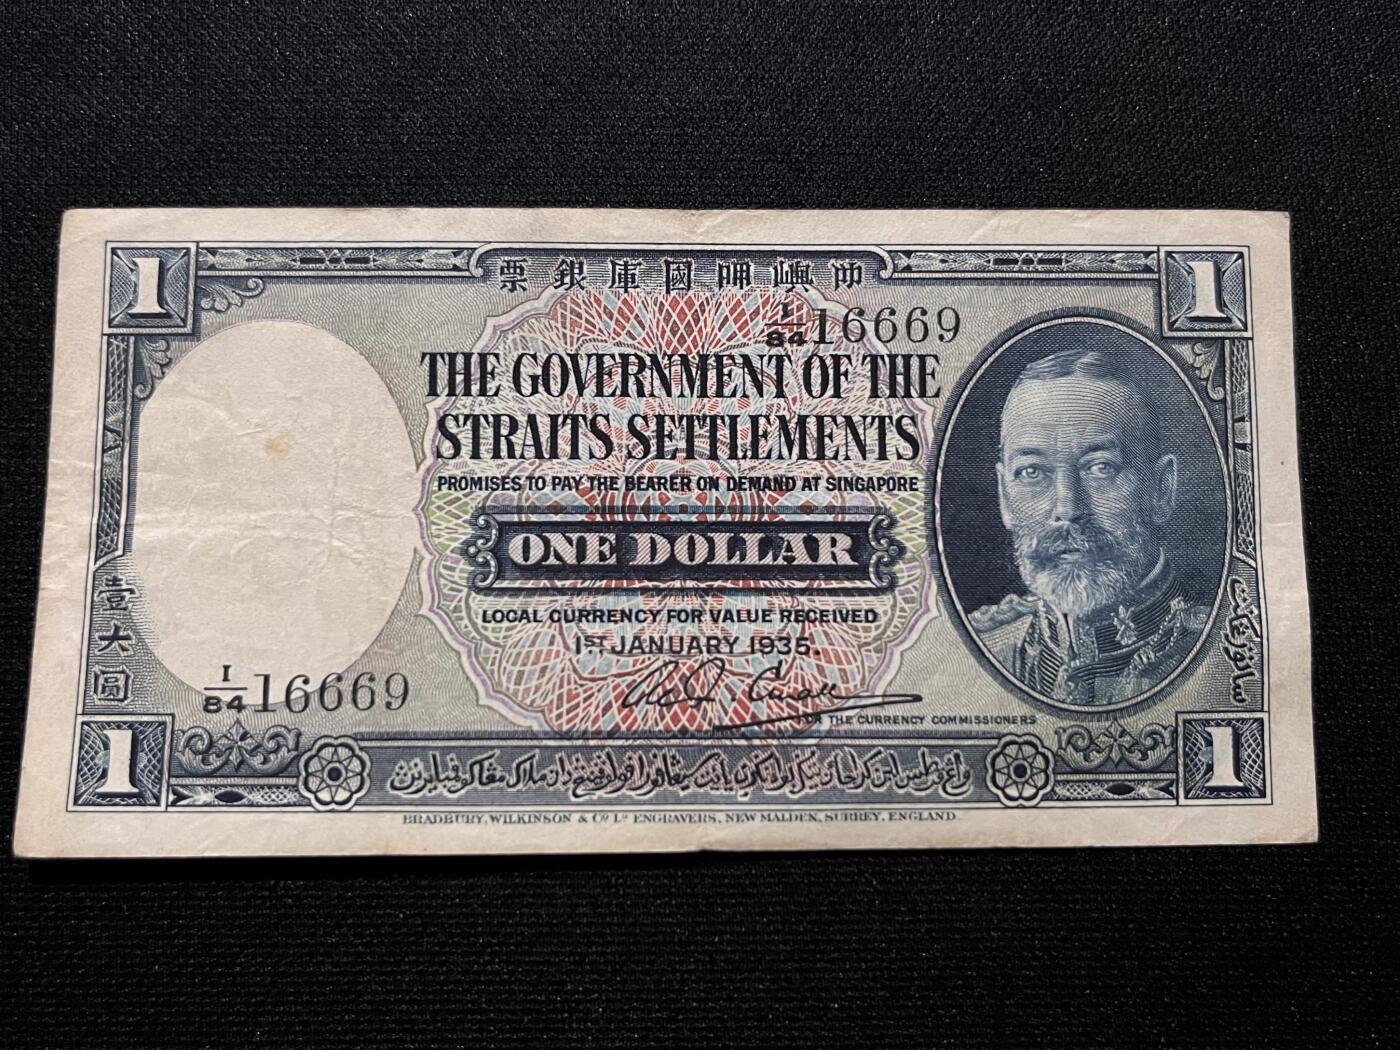 1
票銀庫國呷嶼叻
1
I/84 16669
THE GOVERNMENT OF THE
STRAITS SETTLEMENTS
PROMISES TO PAY THE BEARER ON DEMAND AT SINGAPORE
ONE DOLLAR
LOCAL CURRENCY FOR VALUE RECEIVED
1ST JANUARY 1935.
壹大圓
I/84 16669
FOR THE CURRENCY COMMISSIONERS
1
1
BRADBURY, WILKINSON & Co Ld ENGRAVERS, NEW MALDEN, SURREY, ENGLAND